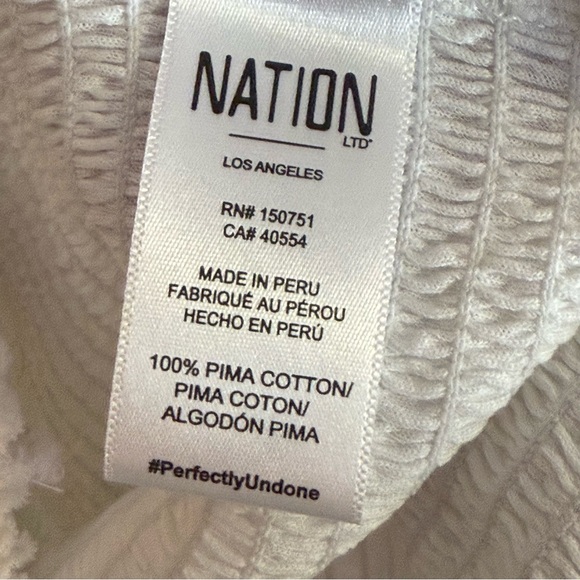 NATION
LTD
LOS ANGELES
RN# 150751
CA# 40554
MADE IN PERU
FABRIQUÉ AU PÉROU
HECHO EN PERÚ
100% PIMA COTTON/
PIMA COTON/
ALGODÓN PIMA
#PerfectlyUndone